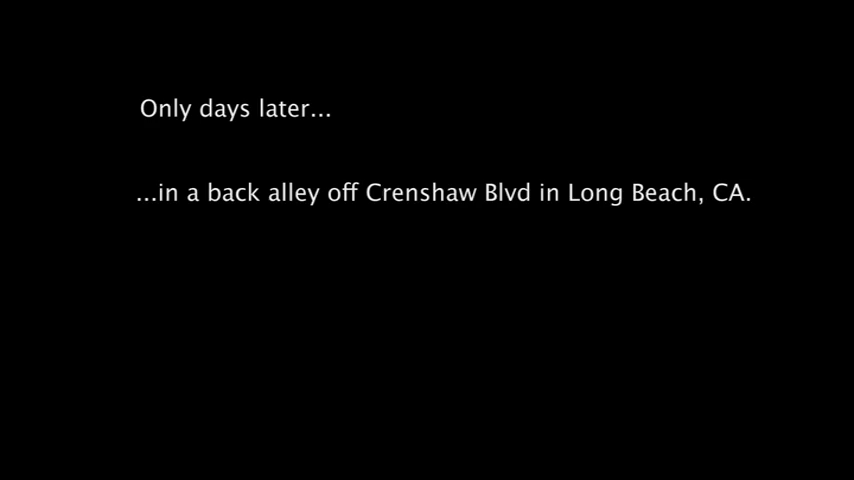 Only days later...
...in a back alley off Crenshaw Blvd in Long Beach, CA.